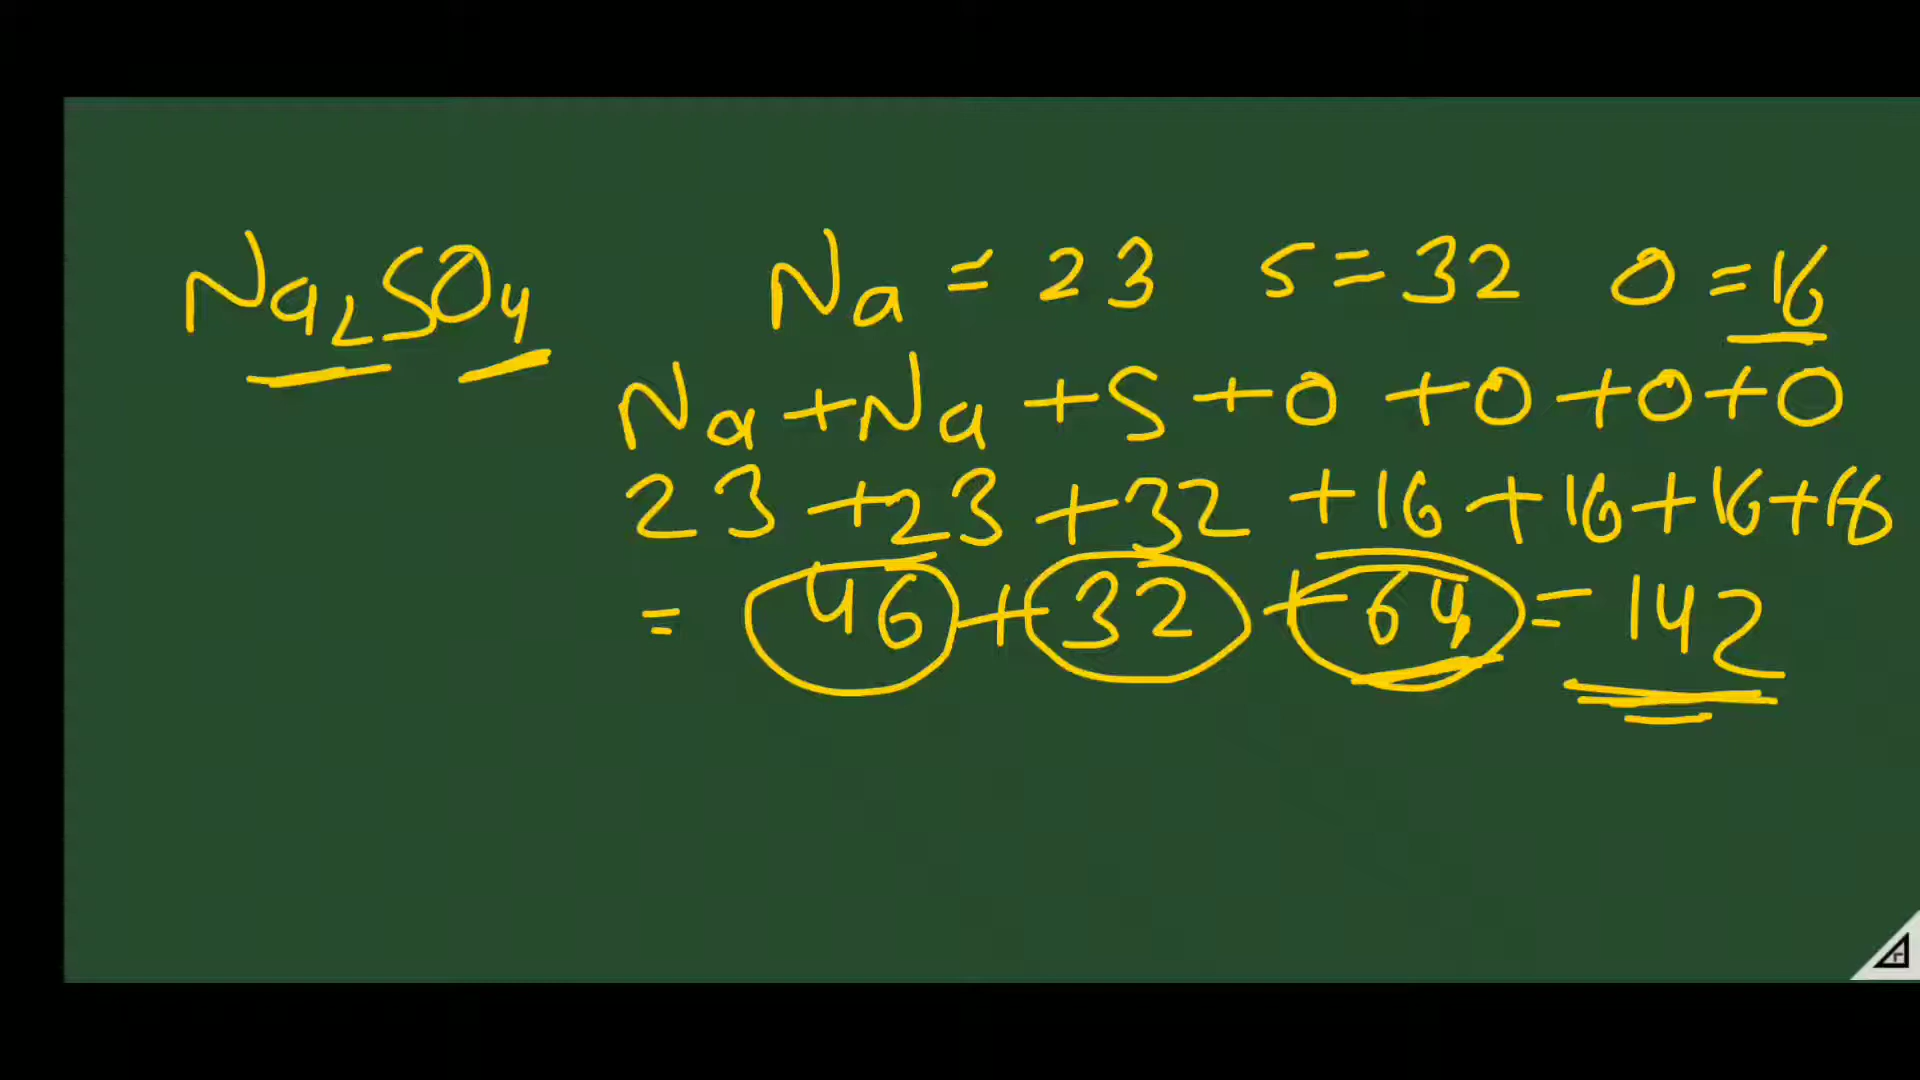 Na₂SO₄ Na = 23 S = 32 O = 16
Na + Na + S + O + O + O + O
23 + 23 + 32 + 16 + 16 + 16 + 16
= 46 + 32 + 64 = 142